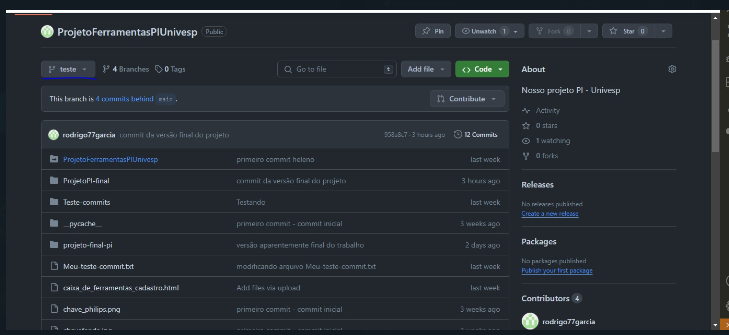 ProjetoFerramentasPIUnivesp Public
Pin Unwatch 1 Fork 0 Star 0
teste 4 Branches 0 Tags Go to file t Add file Code
This branch is 4 commits behind main . Contribute
rodrigo77garcia commit da versão final do projeto 3 hours ago 12 Commits
ProjetoFerramentasPIUnivesp primeiro commit heleno last week
ProjetoPI-final commit da versão final do projeto 3 hours ago
Teste-commits Testando last week
__pycache__ primeiro commit - commit inicial 3 weeks ago
projeto-final-pi versão aparentemente final do trabalho 2 days ago
Meu-teste-commit.txt modificando arquivo Meu-teste-commit.txt last week
caixa_de_ferramentas_cadastro.html Add files via upload last week
chave_philips.png primeiro commit - commit inicial 3 weeks ago
About
Nosso projeto PI - Univesp
Activity
0 stars
1 watching
0 forks
Releases
No releases published
Create a new release
Packages
No packages published
Publish your first package
Contributors 4
rodrigo77garcia